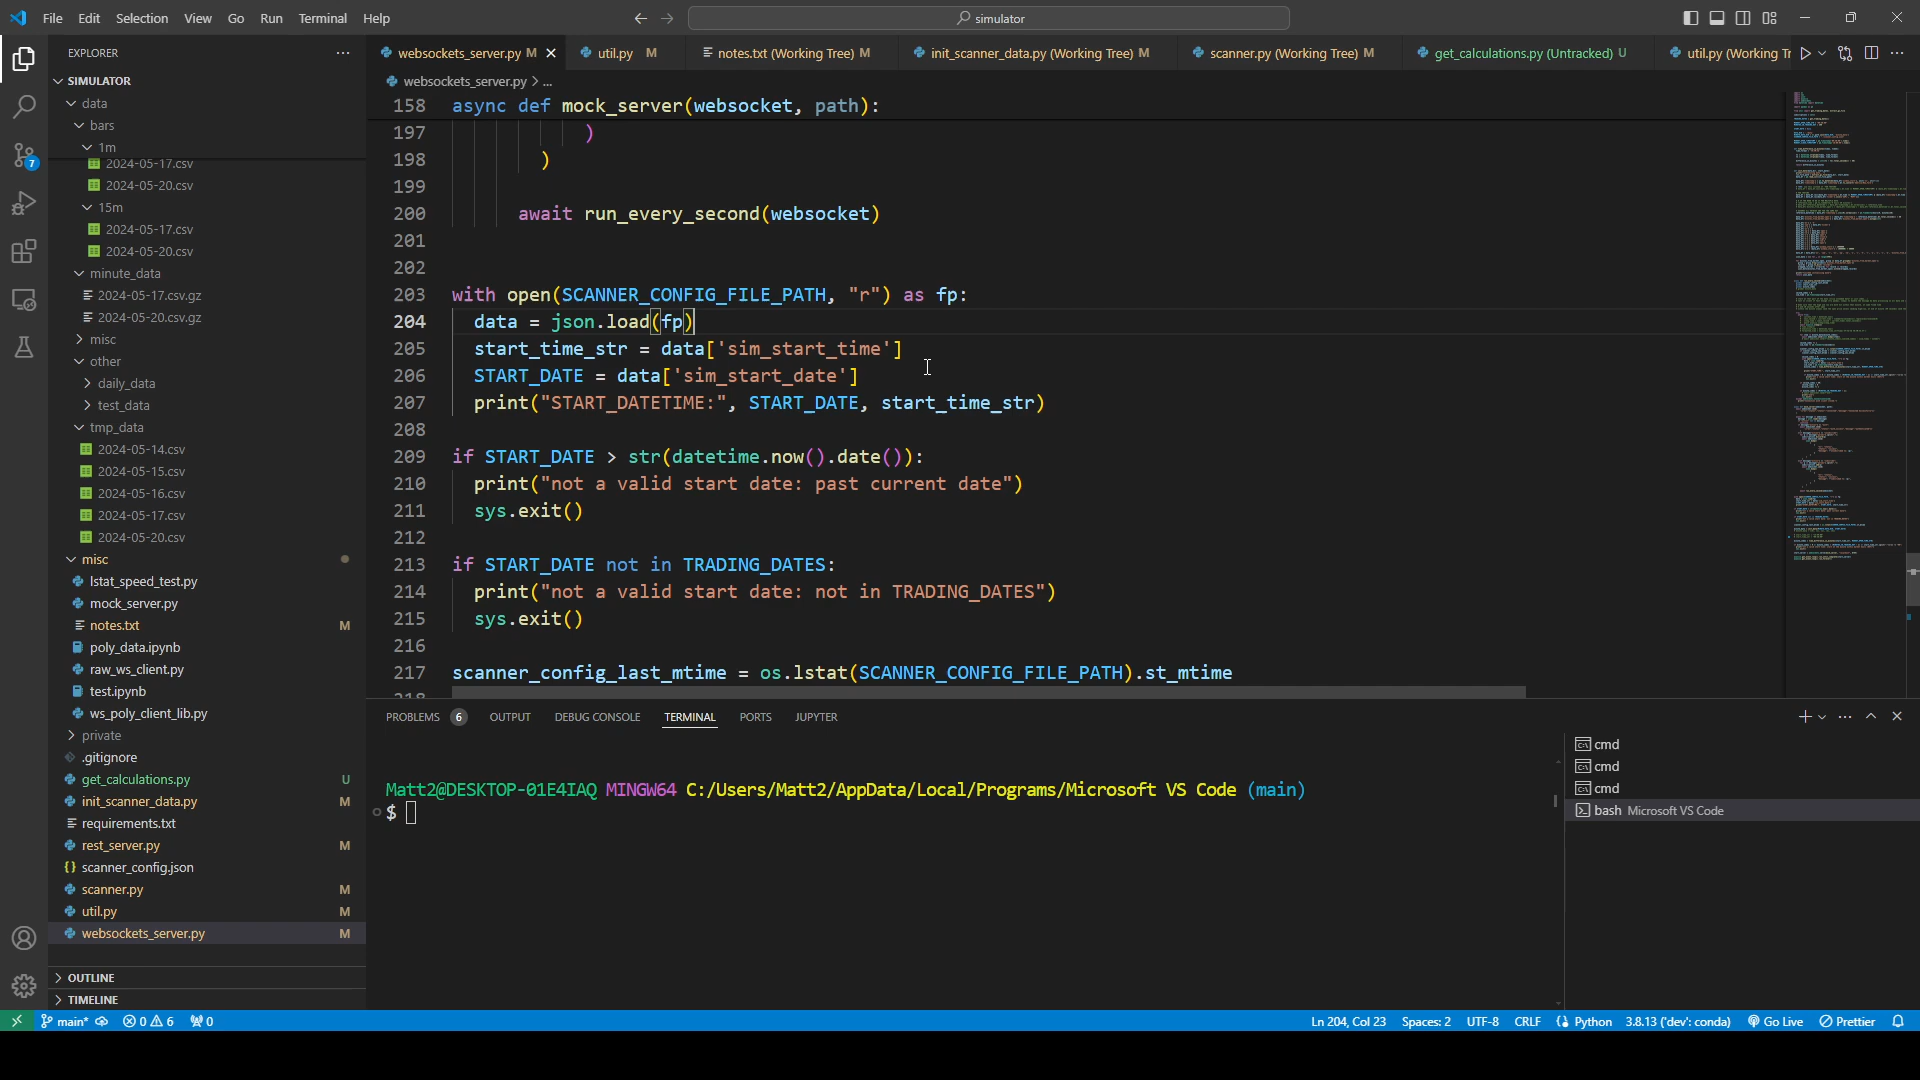 File Edit Selection View Go Run Terminal Help
simulator
EXPLORER
SIMULATOR
data
bars
1m
2024-05-17.csv
2024-05-20.csv
15m
2024-05-17.csv
2024-05-20.csv
minute_data
2024-05-17.csv.gz
2024-05-20.csv.gz
misc
other
daily_data
test_data
tmp_data
2024-05-14.csv
2024-05-15.csv
2024-05-16.csv
2024-05-17.csv
2024-05-20.csv
misc
lstat_speed_test.py
mock_server.py
notes.txt M
poly_data.ipynb
raw_ws_client.py
test.ipynb
ws_poly_client_lib.py
private
.gitignore
get_calculations.py U
init_scanner_data.py M
requirements.txt
rest_server.py M
scanner_config.json
scanner.py M
util.py M
websockets_server.py M
OUTLINE
TIMELINE
7
websockets_server.py M util.py M notes.txt (Working Tree) M init_scanner_data.py (Working Tree) M scanner.py (Working Tree) M get_calculations.py (Untracked) U util.py (Working Tr
websockets_server.py > ...
158 async def mock_server(websocket, path):
197 )
198 )
199
200 await run_every_second(websocket)
201
202
203 with open(SCANNER_CONFIG_FILE_PATH, "r") as fp:
204 data = json.load(fp)
205 start_time_str = data['sim_start_time']
206 START_DATE = data['sim_start_date']
207 print("START_DATETIME:", START_DATE, start_time_str)
208
209 if START_DATE > str(datetime.now().date()):
210 print("not a valid start date: past current date")
211 sys.exit()
212
213 if START_DATE not in TRADING_DATES:
214 print("not a valid start date: not in TRADING_DATES")
215 sys.exit()
216
217 scanner_config_last_mtime = os.lstat(SCANNER_CONFIG_FILE_PATH).st_mtime
218
PROBLEMS 6 OUTPUT DEBUG CONSOLE TERMINAL PORTS JUPYTER
Matt2@DESKTOP-01E4IAQ MINGW64 C:/Users/Matt2/AppData/Local/Programs/Microsoft VS Code (main)
$
cmd
cmd
cmd
bash Microsoft VS Code
main* 0 6 0 Ln 204, Col 23 Spaces: 2 UTF-8 CRLF Python 3.8.13 ('dev': conda) Go Live Prettier